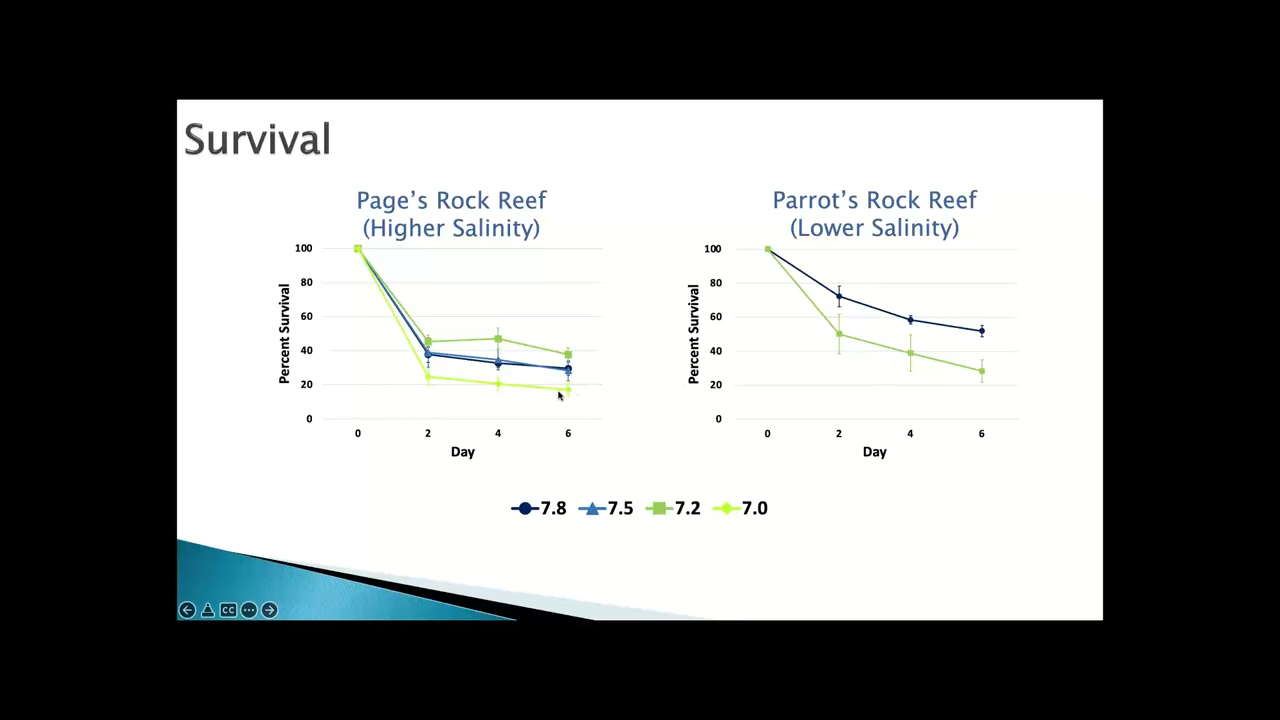 Survival
Page's Rock Reef
(Higher Salinity)
100
80
60
40
20
0
Percent Survival
0 2 4 6
Day
Parrot's Rock Reef
(Lower Salinity)
100
80
60
40
20
0
Percent Survival
0 2 4 6
Day
7.8 7.5 7.2 7.0
CC